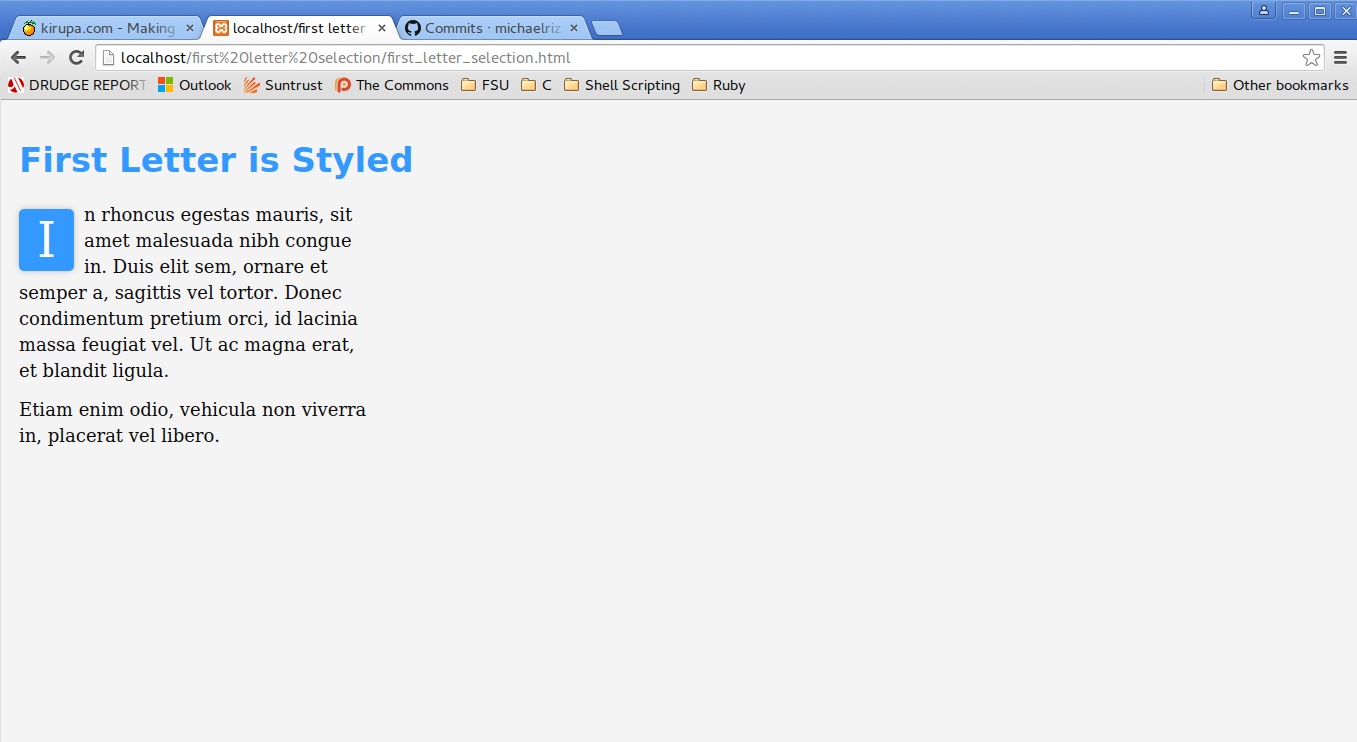 kirupa.com - Making
localhost/first letter
Commits · michaelriz
localhost/first%20letter%20selection/first_letter_selection.html
DRUDGE REPORT Outlook Suntrust The Commons FSU C Shell Scripting Ruby Other bookmarks
First Letter is Styled
In rhoncus egestas mauris, sit
amet malesuada nibh congue
in. Duis elit sem, ornare et
semper a, sagittis vel tortor. Donec
condimentum pretium orci, id lacinia
massa feugiat vel. Ut ac magna erat,
et blandit ligula.
Etiam enim odio, vehicula non viverra
in, placerat vel libero.